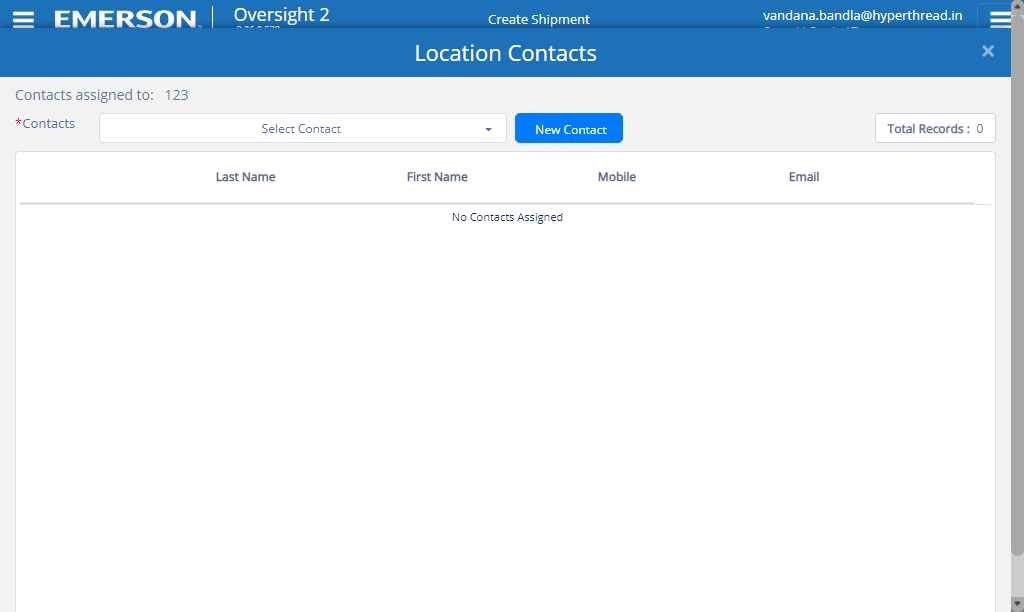 EMERSON
Oversight 2
Create Shipment
vandana.bandla@hyperthread.in
Location Contacts
×
Contacts assigned to: 123
*Contacts
Select Contact
New Contact
Total Records : 0
Last Name First Name Mobile Email
No Contacts Assigned